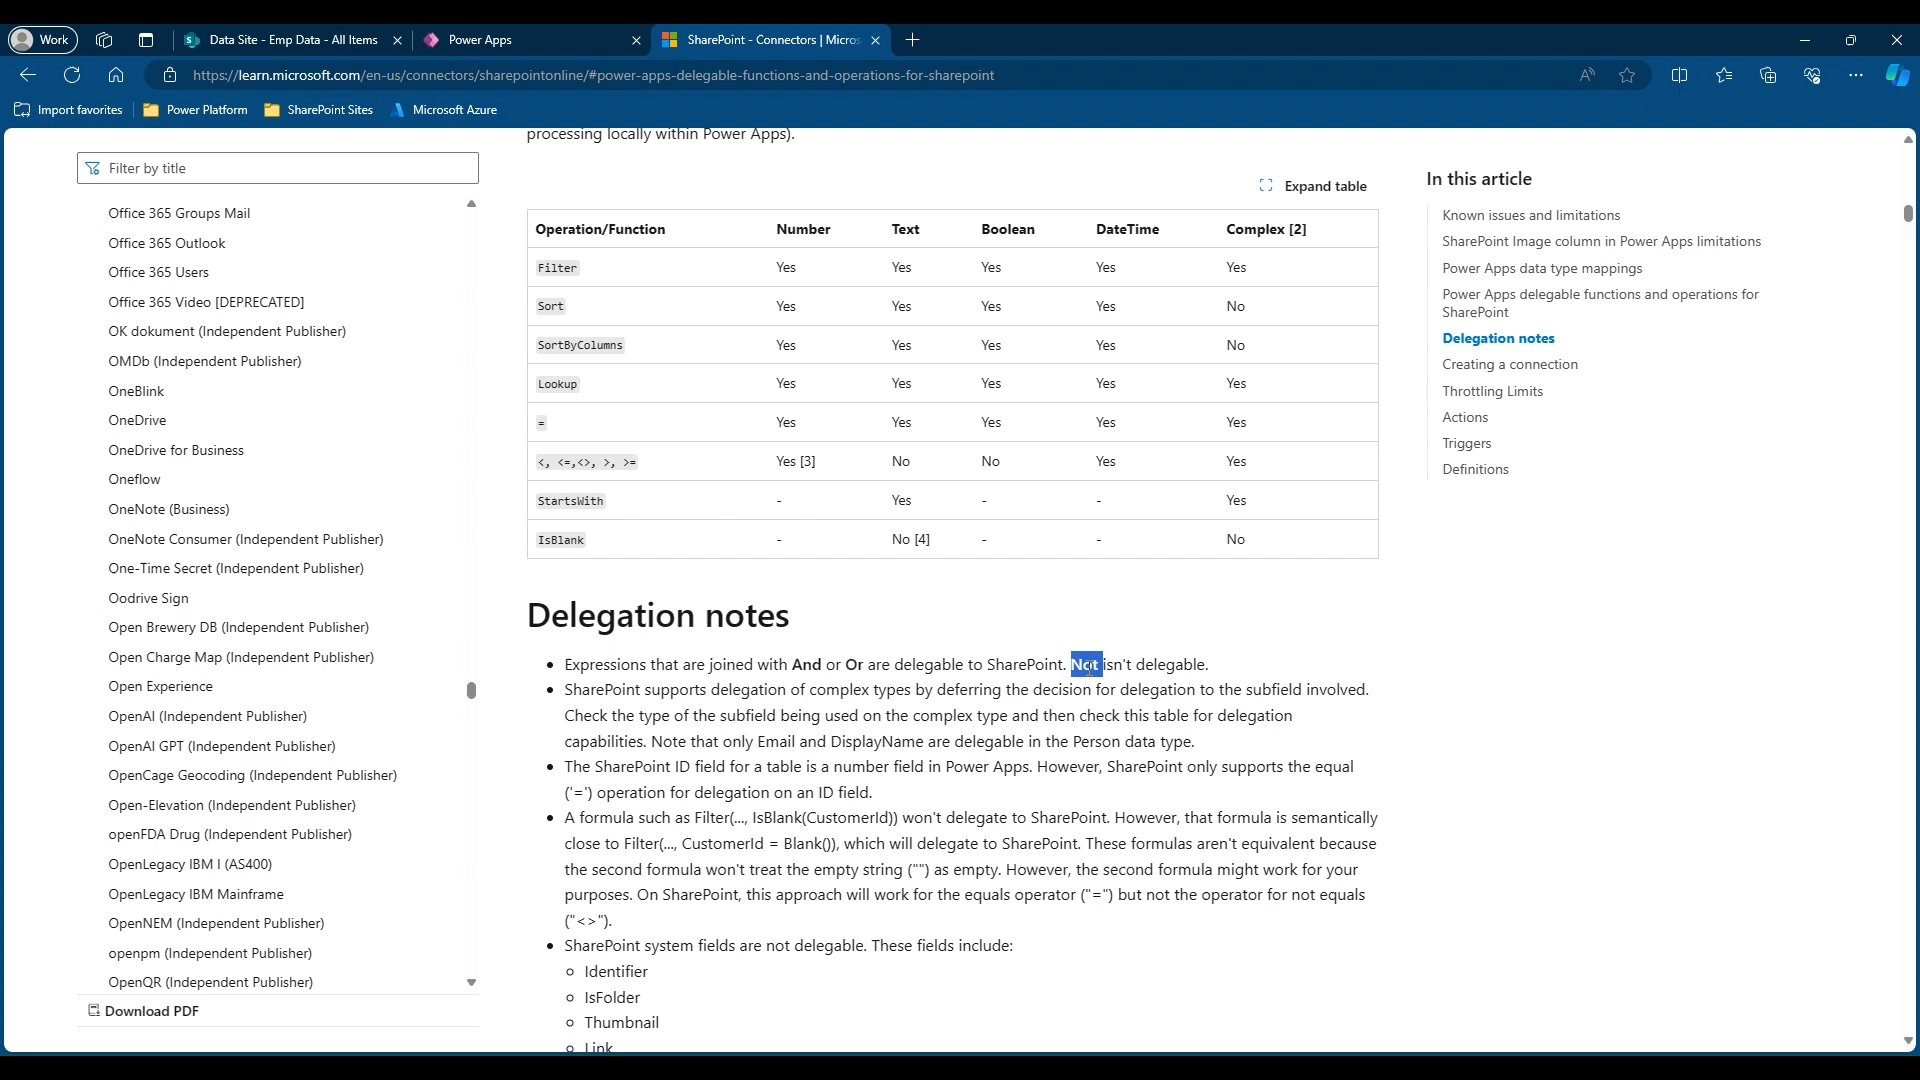 Work
Data Site - Emp Data - All Items
Power Apps
SharePoint - Connectors | Micros
https://learn.microsoft.com/en-us/connectors/sharepointonline/#power-apps-delegable-functions-and-operations-for-sharepoint
Import favorites
Power Platform
SharePoint Sites
Microsoft Azure
Filter by title
Office 365 Groups Mail
Office 365 Outlook
Office 365 Users
Office 365 Video [DEPRECATED]
OK dokument (Independent Publisher)
OMDb (Independent Publisher)
OneBlink
OneDrive
OneDrive for Business
Oneflow
OneNote (Business)
OneNote Consumer (Independent Publisher)
One-Time Secret (Independent Publisher)
Oodrive Sign
Open Brewery DB (Independent Publisher)
Open Charge Map (Independent Publisher)
Open Experience
OpenAI (Independent Publisher)
OpenAI GPT (Independent Publisher)
OpenCage Geocoding (Independent Publisher)
Open-Elevation (Independent Publisher)
openFDA Drug (Independent Publisher)
OpenLegacy IBM I (AS400)
OpenLegacy IBM Mainframe
OpenNEM (Independent Publisher)
openpm (Independent Publisher)
OpenQR (Independent Publisher)
Download PDF
processing locally within Power Apps).
Expand table
Operation/Function Number Text Boolean DateTime Complex [2]
Filter Yes Yes Yes Yes Yes
Sort Yes Yes Yes Yes No
SortByColumns Yes Yes Yes Yes No
Lookup Yes Yes Yes Yes Yes
= Yes Yes Yes Yes Yes
<, <=,<>, >, >= Yes [3] No No Yes Yes
StartsWith - Yes - - Yes
IsBlank - No [4] - - No
Delegation notes
• Expressions that are joined with And or Or are delegable to SharePoint. Not isn't delegable.
• SharePoint supports delegation of complex types by deferring the decision for delegation to the subfield involved.
Check the type of the subfield being used on the complex type and then check this table for delegation
capabilities. Note that only Email and DisplayName are delegable in the Person data type.
• The SharePoint ID field for a table is a number field in Power Apps. However, SharePoint only supports the equal
('=') operation for delegation on an ID field.
• A formula such as Filter(..., IsBlank(CustomerId)) won't delegate to SharePoint. However, that formula is semantically
close to Filter(..., CustomerId = Blank()), which will delegate to SharePoint. These formulas aren't equivalent because
the second formula won't treat the empty string ("") as empty. However, the second formula might work for your
purposes. On SharePoint, this approach will work for the equals operator ("=") but not the operator for not equals
("<>").
• SharePoint system fields are not delegable. These fields include:
Identifier
IsFolder
Thumbnail
Link
In this article
Known issues and limitations
SharePoint Image column in Power Apps limitations
Power Apps data type mappings
Power Apps delegable functions and operations for
SharePoint
Delegation notes
Creating a connection
Throttling Limits
Actions
Triggers
Definitions